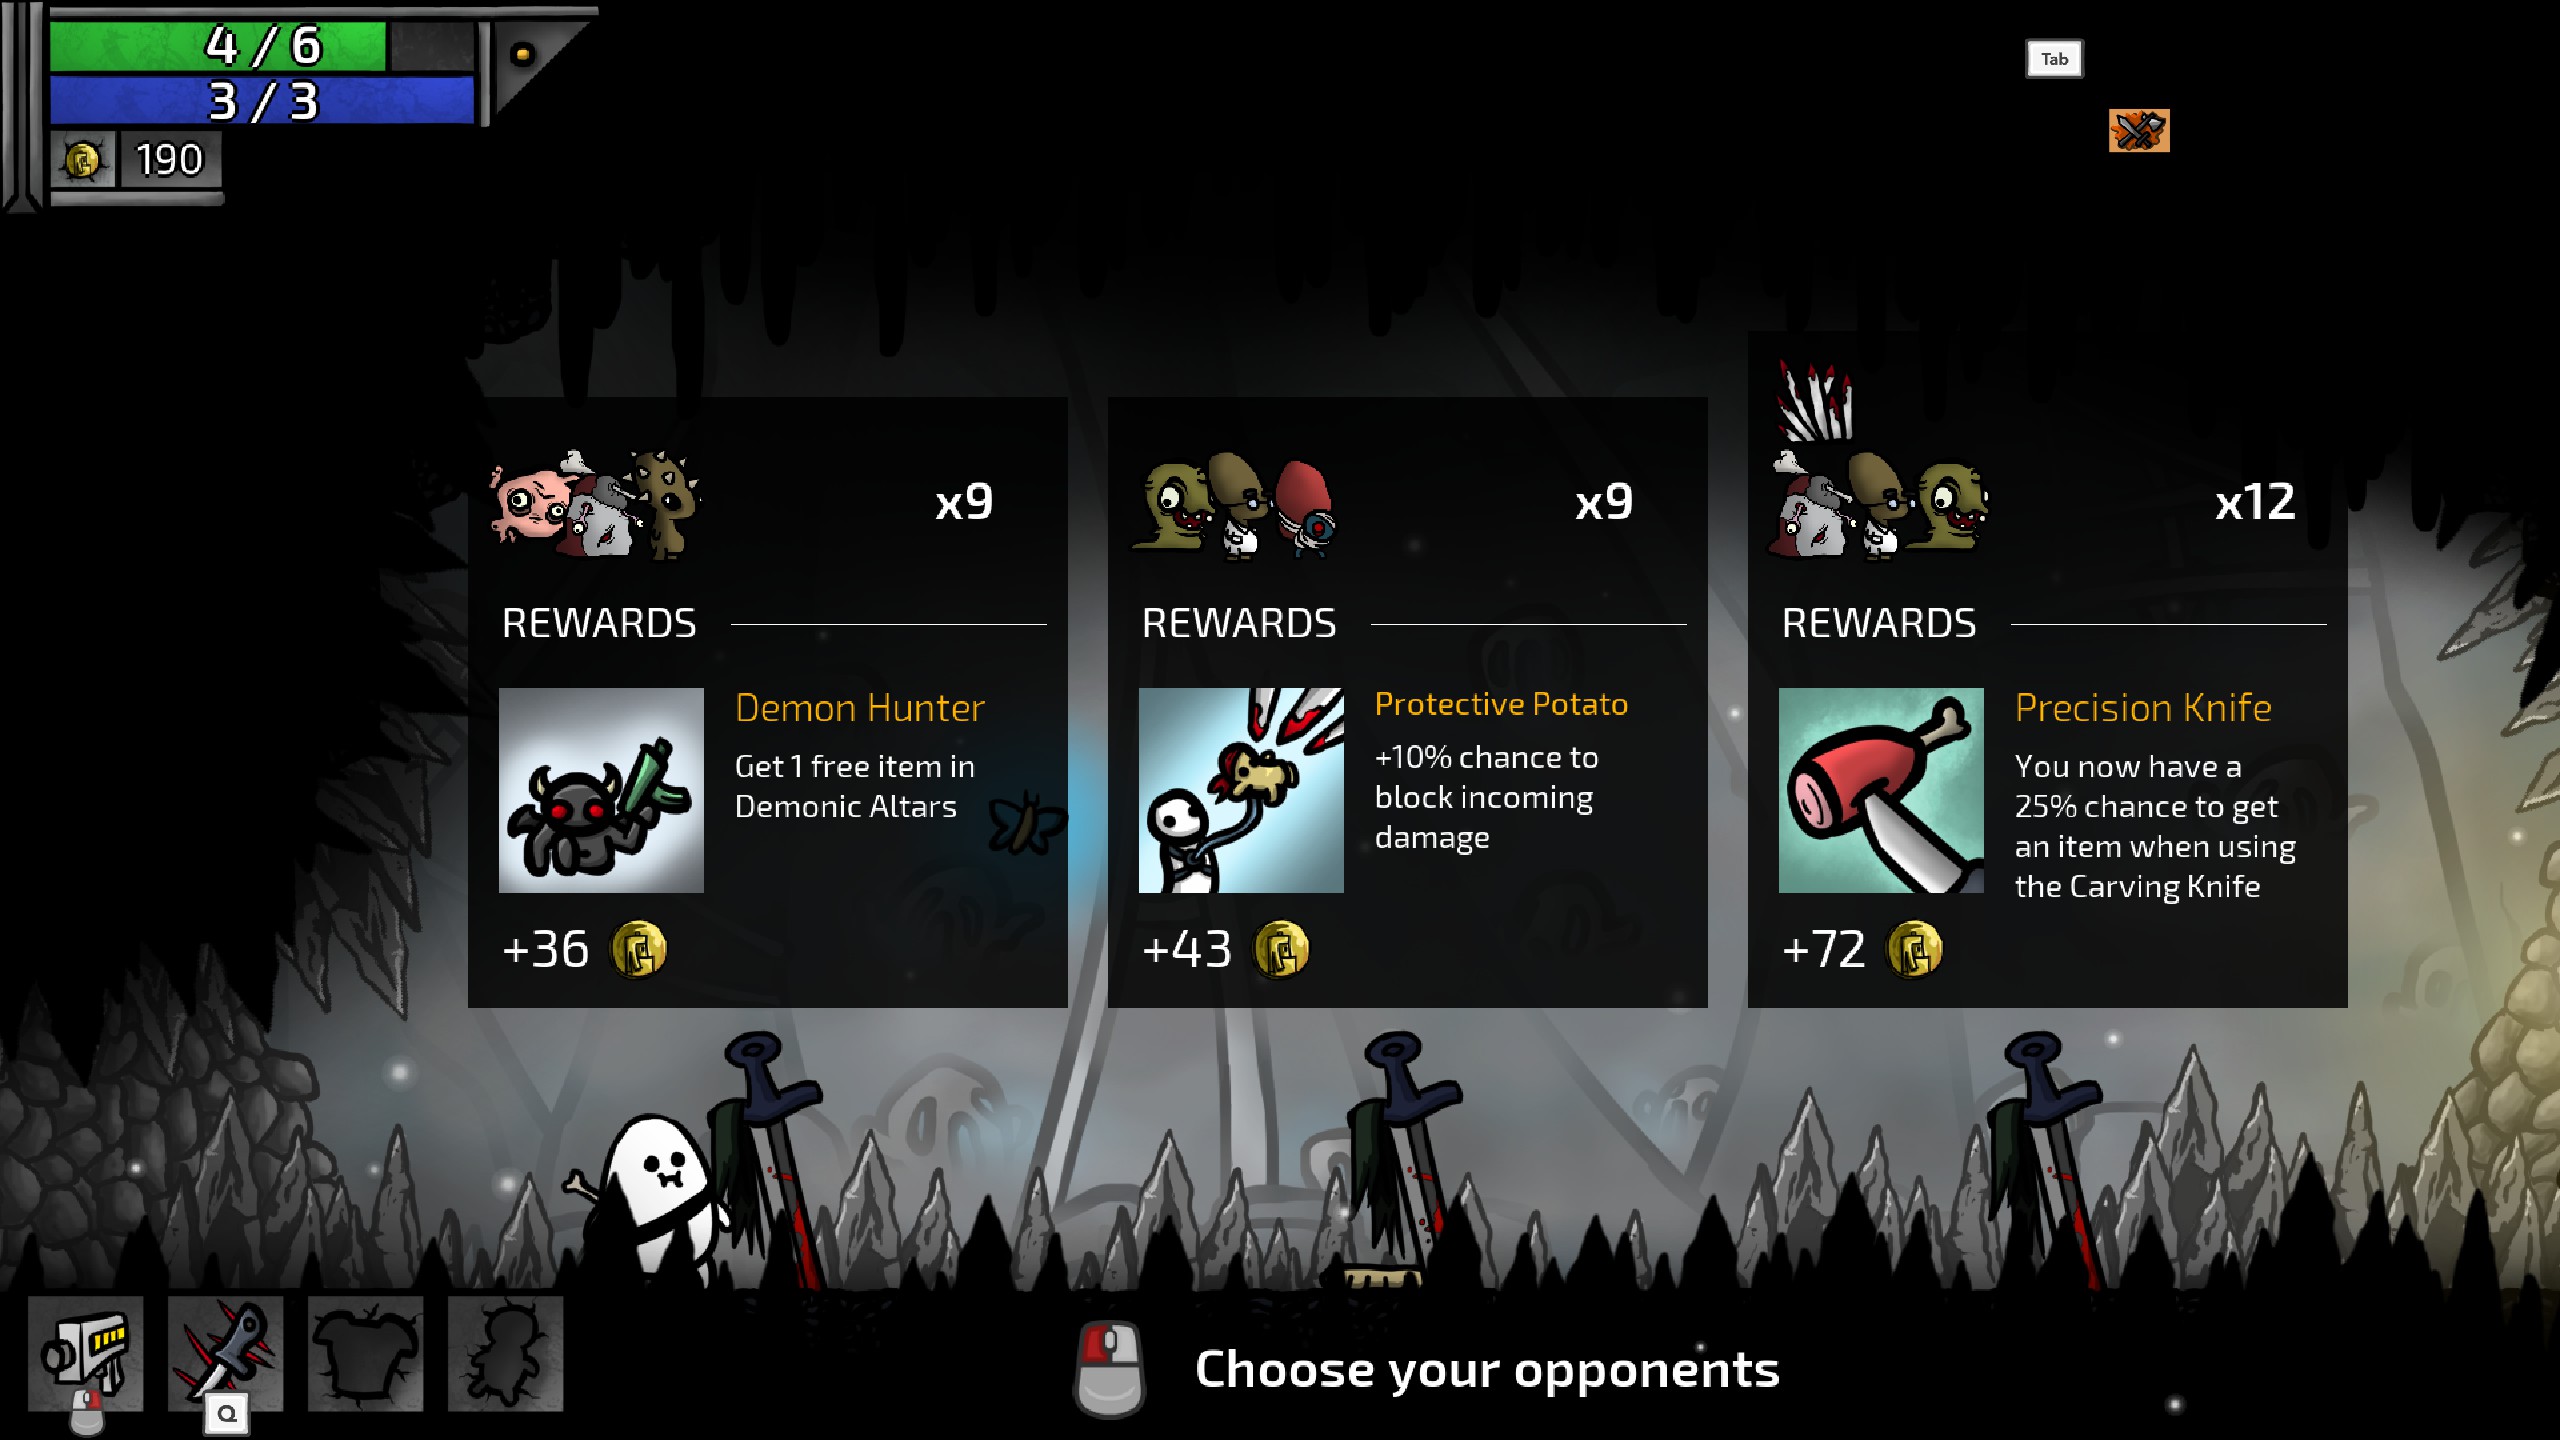 4 / 6
3 / 3
190
Tab
x9
REWARDS
Demon Hunter
Get 1 free item in
Demonic Altars
+36
x9
REWARDS
Protective Potato
+10% chance to
block incoming
damage
+43
x12
REWARDS
Precision Knife
You now have a
25% chance to get
an item when using
the Carving Knife
+72
Q
Choose your opponents